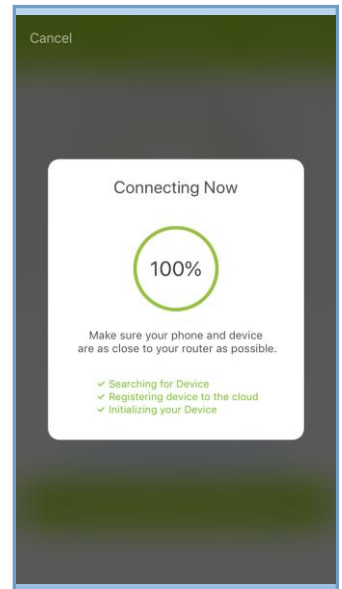 Cancel
Connecting Now
100%
Make sure your phone and device
are as close to your router as possible.
✓ Searching for Device
✓ Registering device to the cloud
✓ Initializing your Device